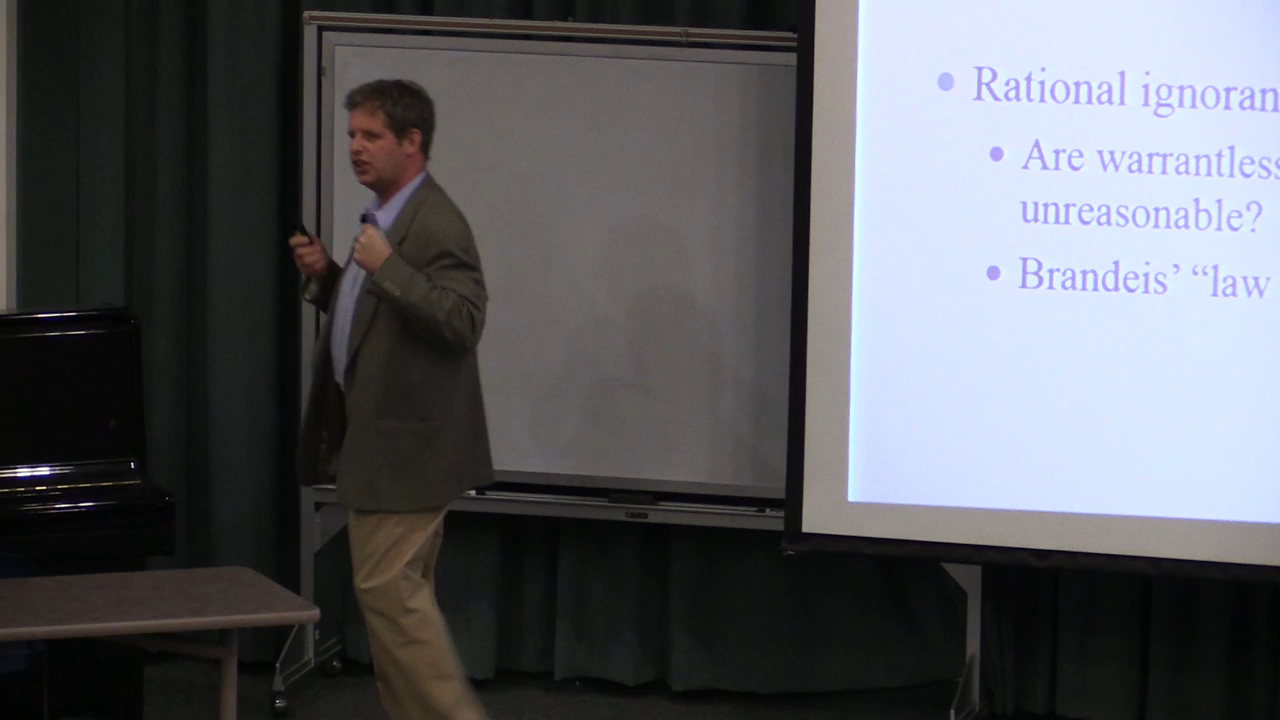 Rational ignoran
Are warrantless
unreasonable?
Brandeis’ “law